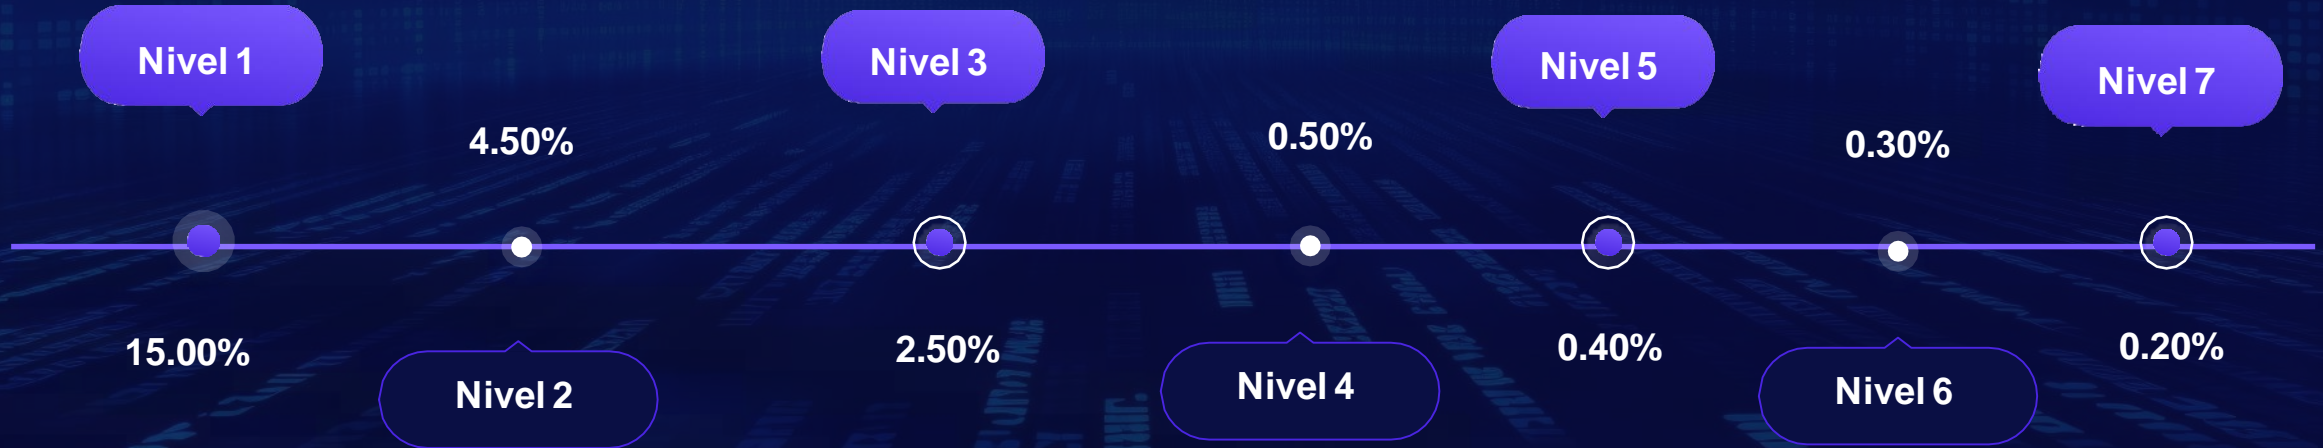 Nivel 1
15.00%
4.50%
Nivel 2
Nivel 3
2.50%
0.50%
Nivel 4
Nivel 5
0.40%
0.30%
Nivel 6
Nivel 7
0.20%